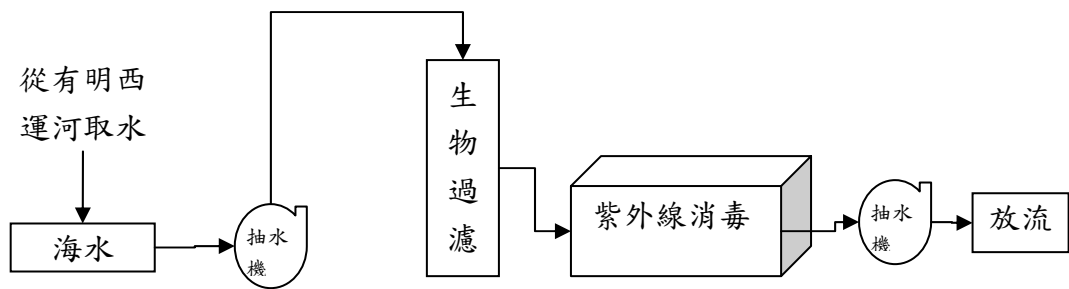 從有明西
運河取水
海水
抽水
機
生
物
過
濾
紫外線消毒
抽水
機
放流